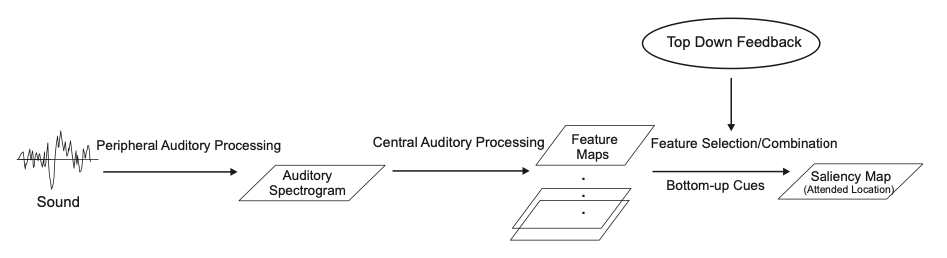 Top Down Feedback
Peripheral Auditory Processing
Central Auditory Processing
Feature
Maps
Feature Selection/Combination
Auditory
Spectrogram
Bottom-up Cues
Saliency Map
(Attended Location)
Sound